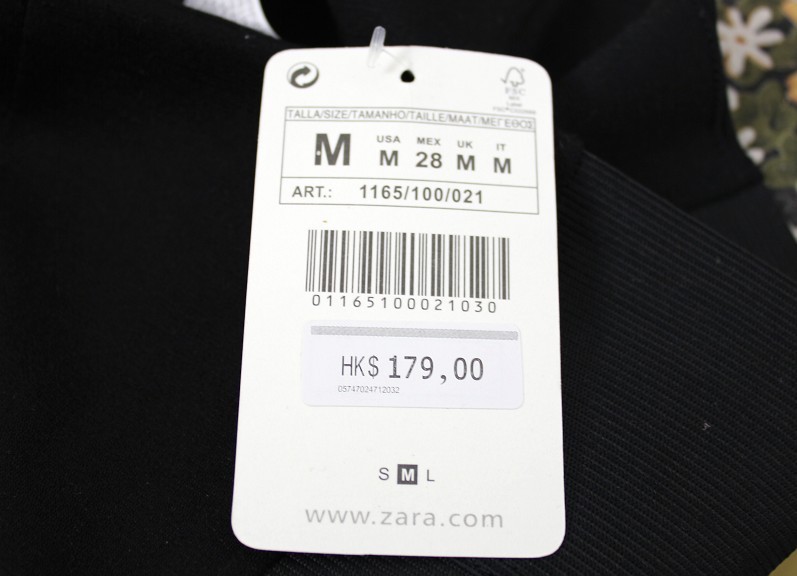 FSC
TALLA/SIZE/TAMANHO/TAILLE/MAAT/ΜΕΓΕΘΟΣ
M
USA MEX UK IT
M 28 M M
ART.: 1165/100/021
01165100021030
HK$ 179,00
05747024712032
S M L
www.zara.com